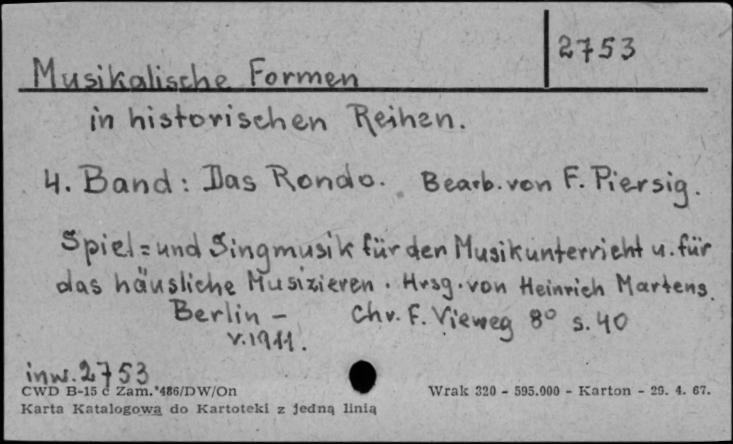 2753
Musikalische Formen
in historischen Reihen.
4. Band: Das Rondo. Bearb. von F. Piersig.
Spiel= und Singmusik für den Musikunterricht u. für
das häusliche Musizieren. Hrsg. von Heinrich Martens.
Berlin - Chr. F. Vieweg 8° s. 40
v. 1911.
inw. 2753
CWD B-15 c Zam. 486/DW/On Wrak 320 - 595.000 - Karton - 29. 4. 67.
Karta Katalogowa do Kartoteki z jedną linią